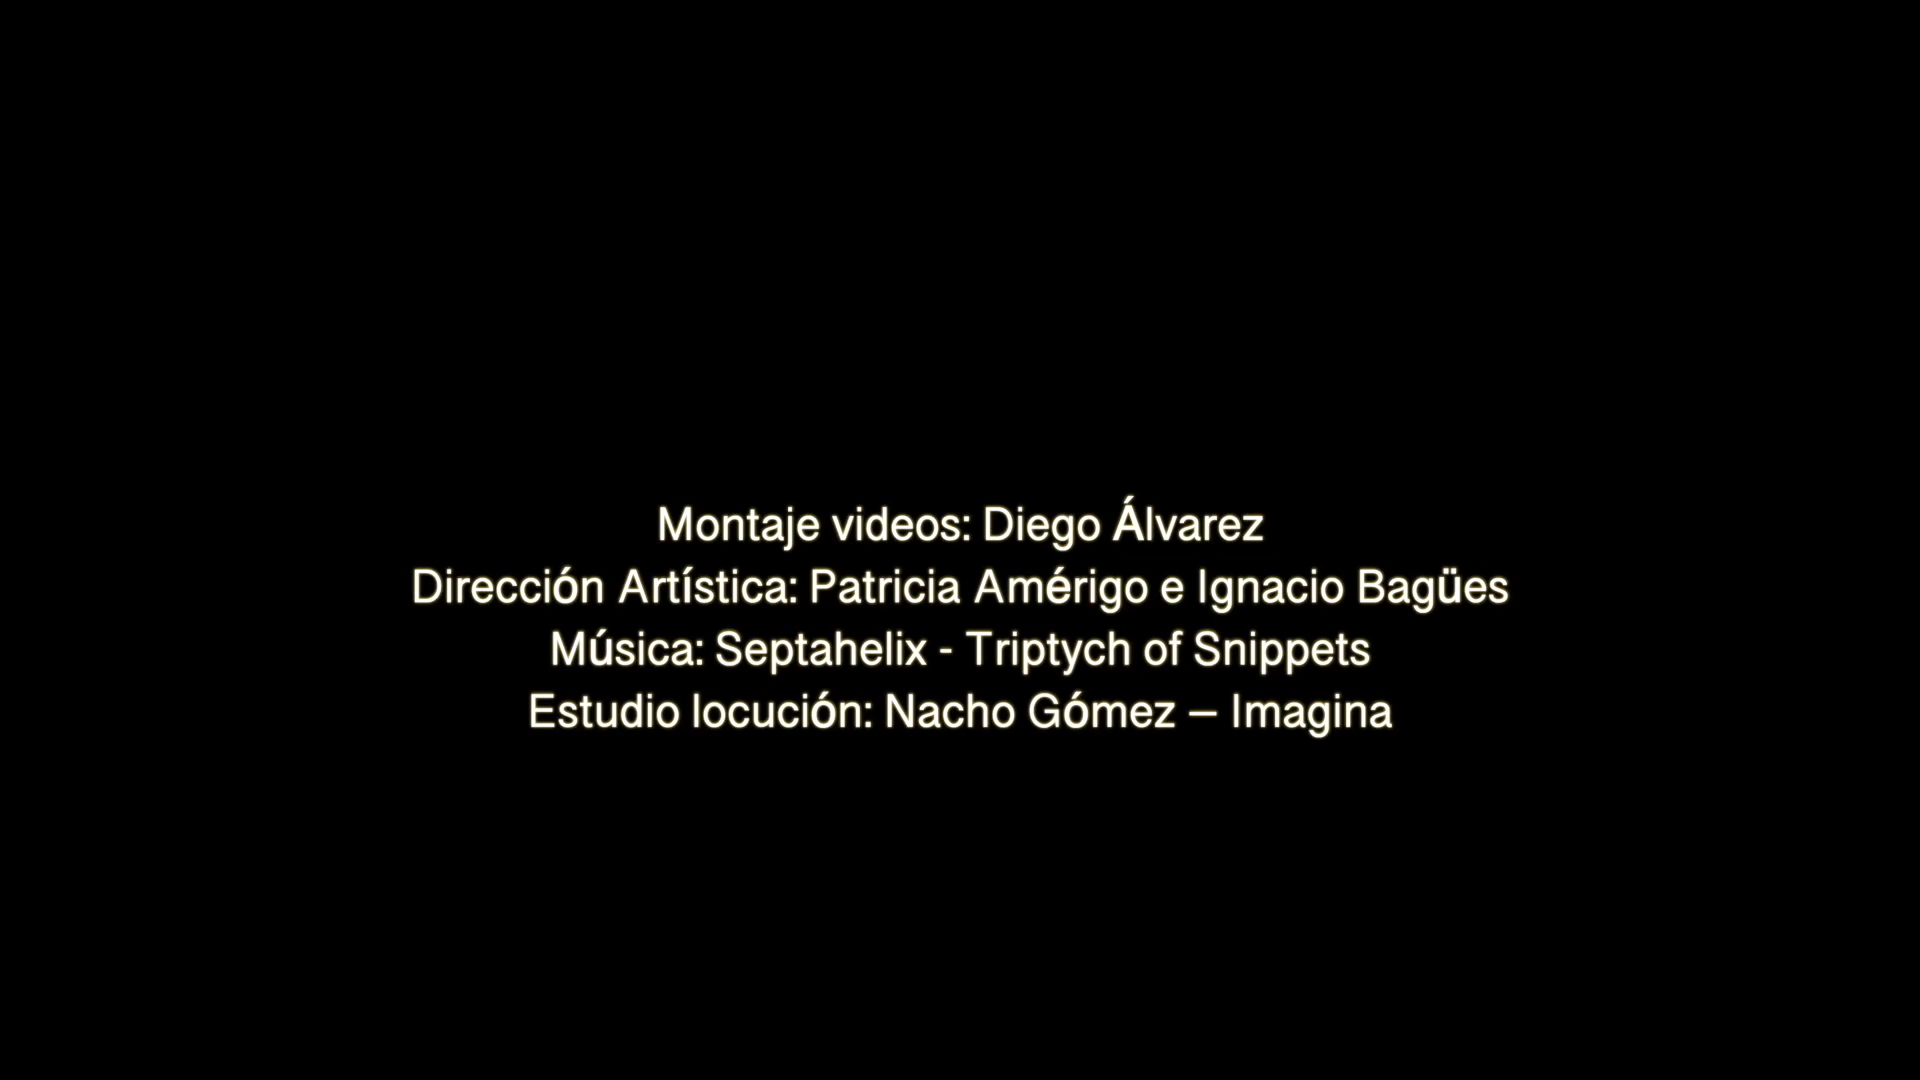 Montaje videos: Diego Álvarez
Dirección Artística: Patricia Amérigo e Ignacio Bagües
Música: Septahelix - Triptych of Snippets
Estudio locución: Nacho Gómez – Imagina